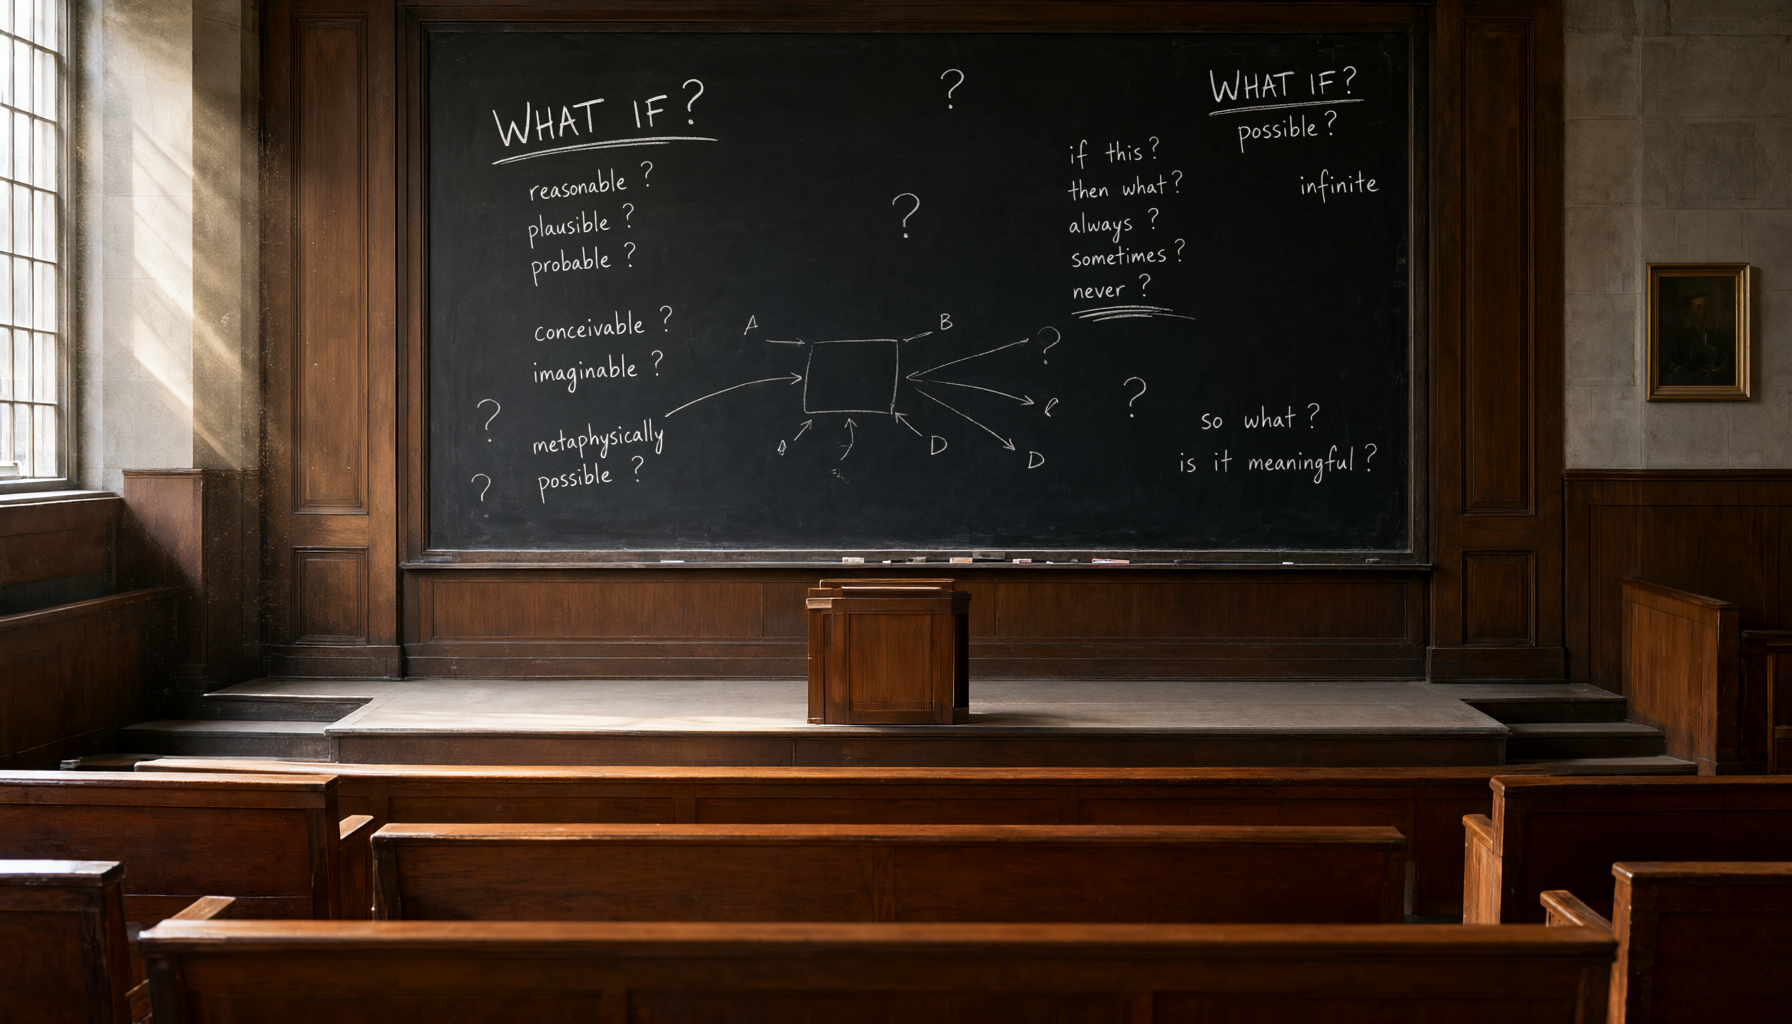 WHAT IF?
reasonable ?
plausible ?
probable ?
conceivable ?
imaginable ?
?
metaphysically
possible ?
?
?
?
A
B
?
D
D
if this ?
then what ?
always ?
sometimes ?
never ?
?
WHAT IF?
possible ?
infinite
so what ?
is it meaningful ?